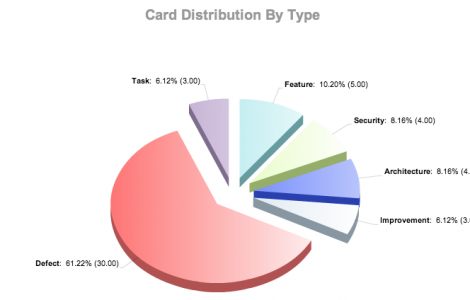 Card Distribution By Type
Task: 6.12% (3.00)
Feature: 10.20% (5.00)
Security: 8.16% (4.00)
Architecture: 8.16% (4.
Improvement: 6.12% (3.
Defect: 61.22% (30.00)